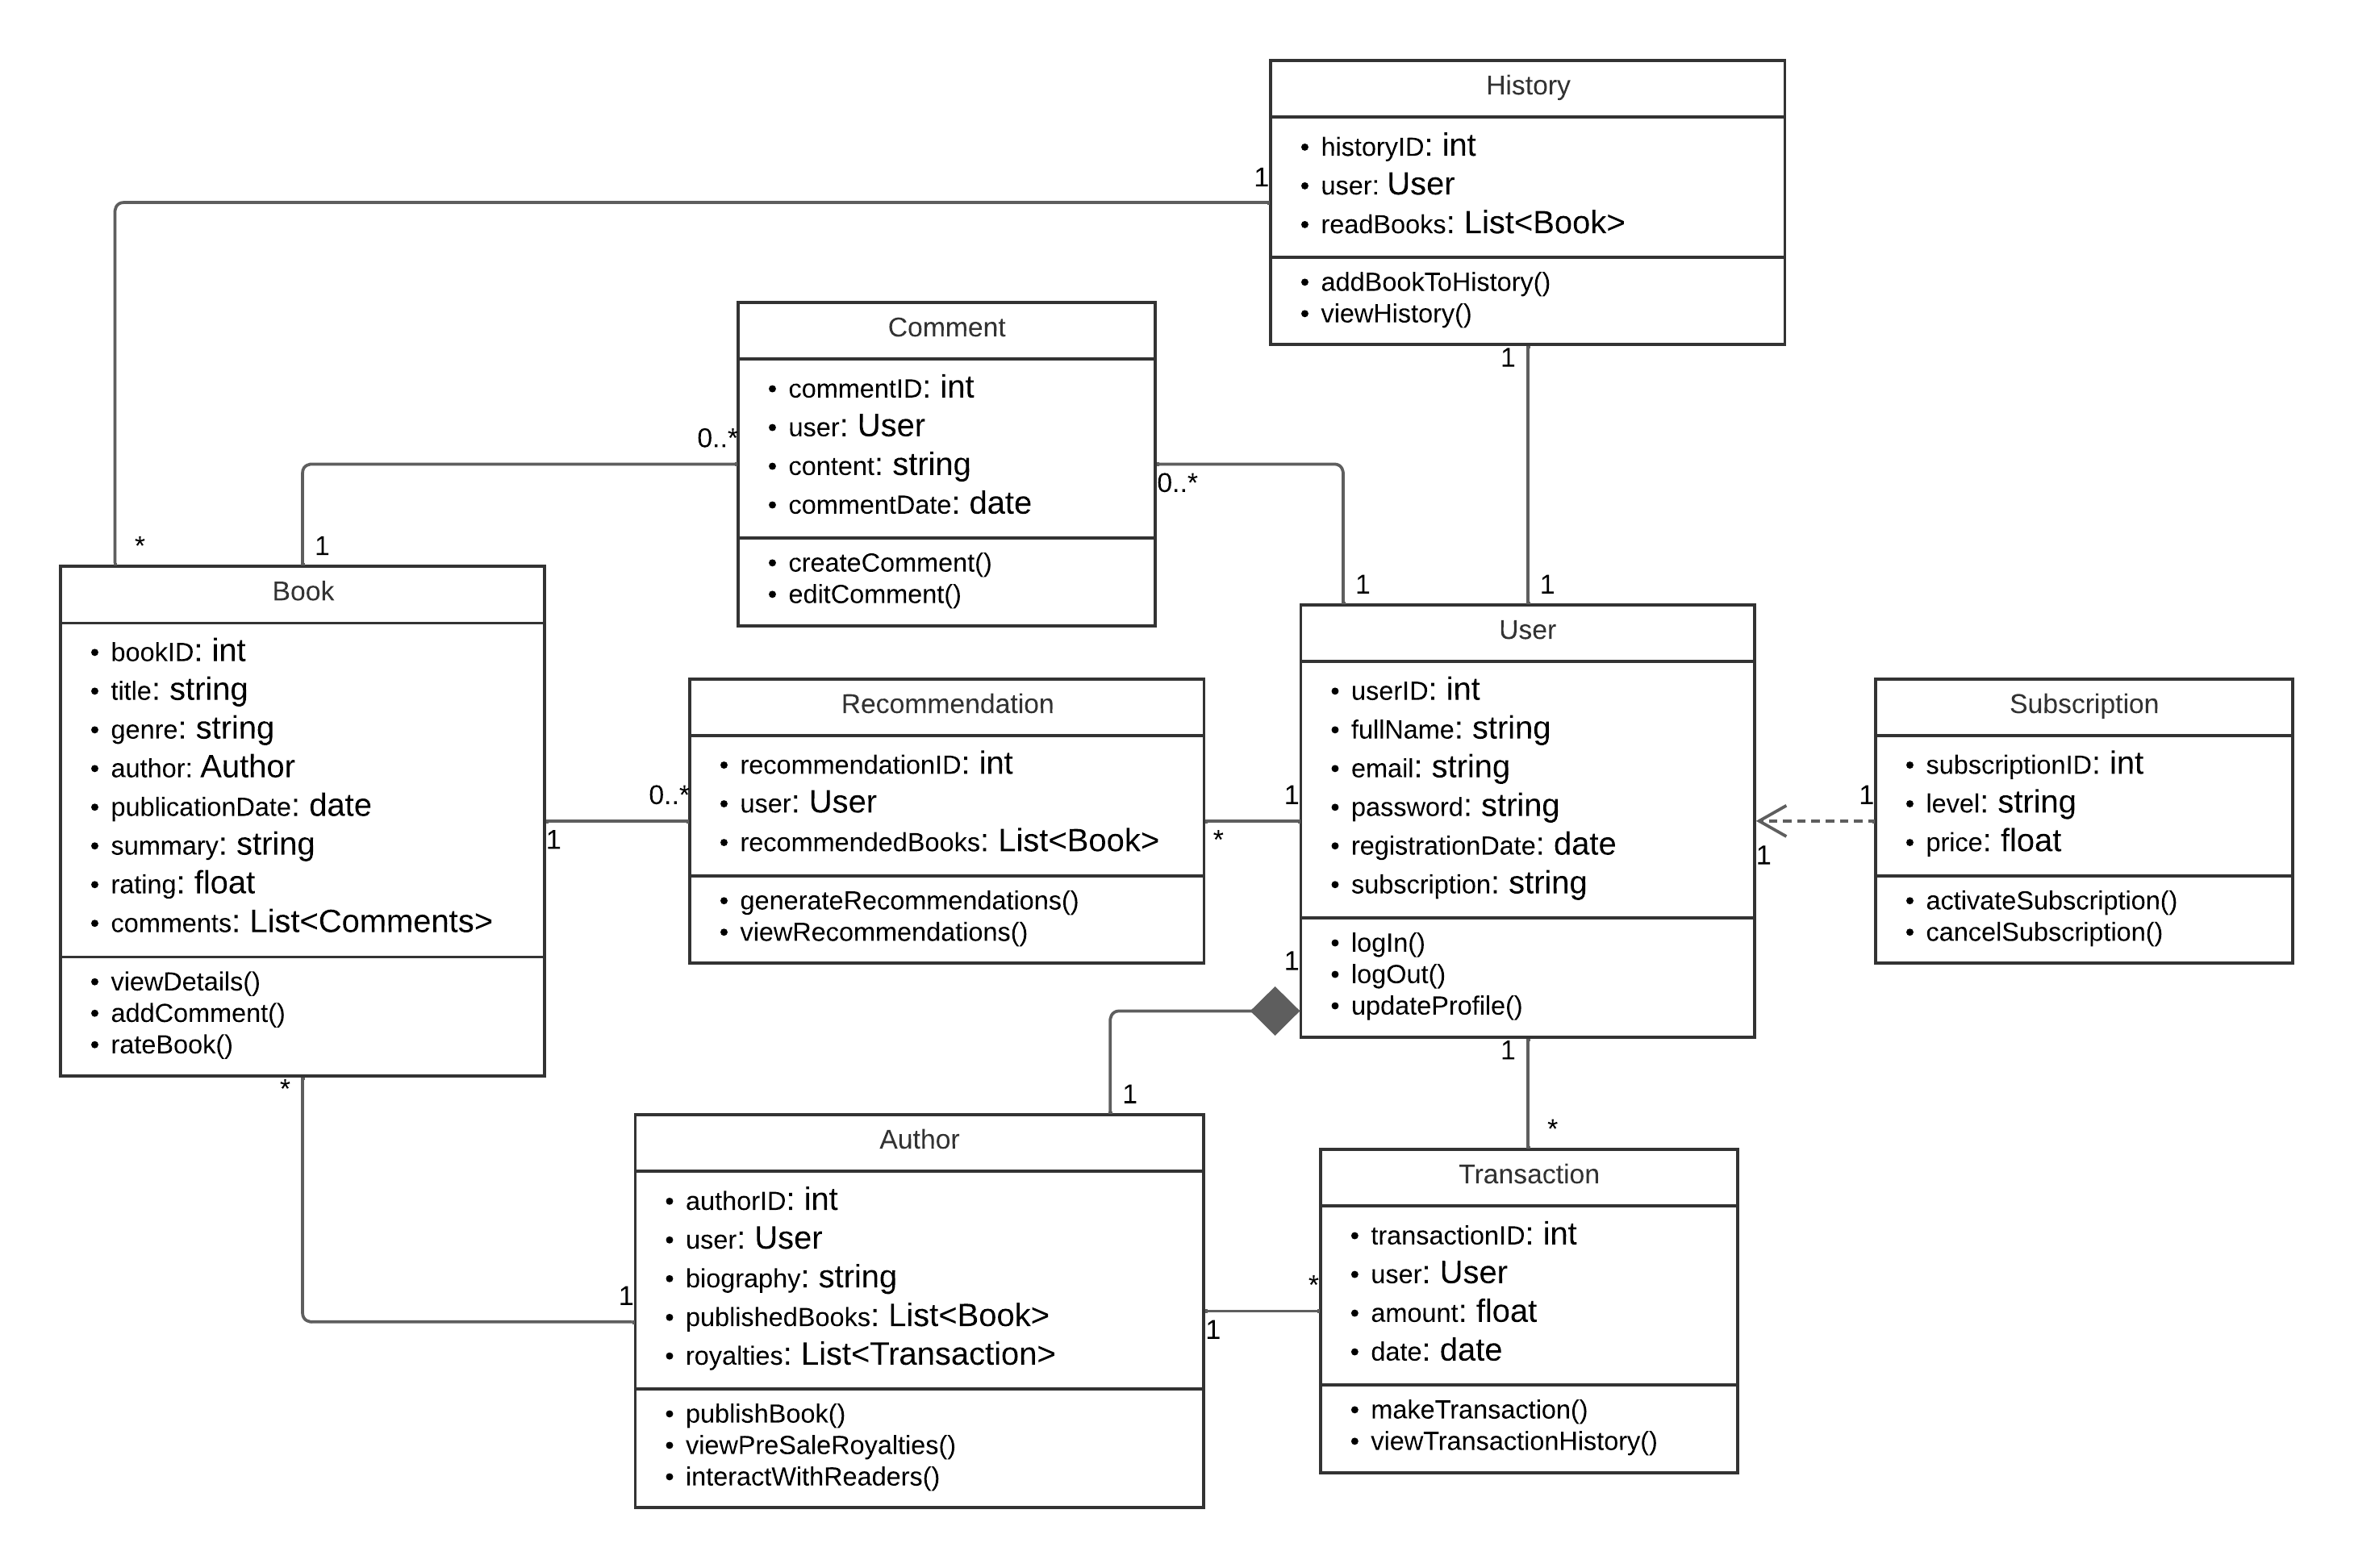 History
• historyID: int
• user: User
• readBooks: List<Book>
• addBookToHistory()
• viewHistory()
1
1
Comment
• commentID: int
• user: User
• content: string
• commentDate: date
• createComment()
• editComment()
0..*
0..*
*
1
Book
• bookID: int
• title: string
• genre: string
• author: Author
• publicationDate: date
• summary: string
• rating: float
• comments: List<Comments>
• viewDetails()
• addComment()
• rateBook()
1
*
Recommendation
• recommendationID: int
• user: User
• recommendedBooks: List<Book>
• generateRecommendations()
• viewRecommendations()
0..*
*
1
1
User
• userID: int
• fullName: string
• email: string
• password: string
• registrationDate: date
• subscription: string
• logIn()
• logOut()
• updateProfile()
1
1
1
1
Subscription
• subscriptionID: int
• level: string
• price: float
• activateSubscription()
• cancelSubscription()
1
1
Author
• authorID: int
• user: User
• biography: string
• publishedBooks: List<Book>
• royalties: List<Transaction>
• publishBook()
• viewPreSaleRoyalties()
• interactWithReaders()
1
1
*
Transaction
• transactionID: int
• user: User
• amount: float
• date: date
• makeTransaction()
• viewTransactionHistory()
*